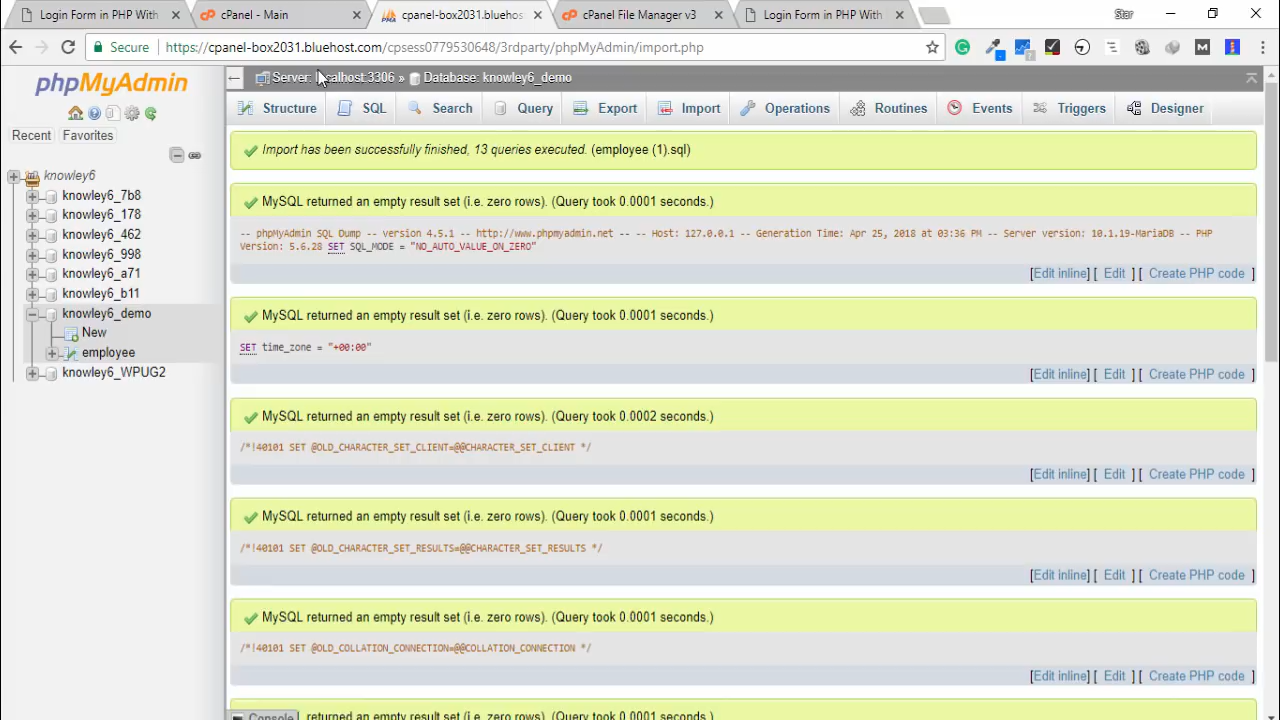 Login Form in PHP With
cPanel - Main
cpanel-box2031.bluehos
cPanel File Manager v3
Login Form in PHP With
Star
Secure
https://cpanel-box2031.bluehost.com/cpsess0779530648/3rdparty/phpMyAdmin/import.php
phpMyAdmin
Recent
Favorites
knowley6
knowley6_7b8
knowley6_178
knowley6_462
knowley6_998
knowley6_a71
knowley6_b11
knowley6_demo
New
employee
knowley6_WPUG2
Server: localhost:3306 » Database: knowley6_demo
Structure
SQL
Search
Query
Export
Import
Operations
Routines
Events
Triggers
Designer
Import has been successfully finished, 13 queries executed. (employee (1).sql)
MySQL returned an empty result set (i.e. zero rows). (Query took 0.0001 seconds.)
-- phpMyAdmin SQL Dump -- version 4.5.1 -- http://www.phpmyadmin.net -- -- Host: 127.0.0.1 -- Generation Time: Apr 25, 2018 at 03:36 PM -- Server version: 10.1.19-MariaDB -- PHP
Version: 5.6.28 SET SQL_MODE = "NO_AUTO_VALUE_ON_ZERO"
[Edit inline] [ Edit ] [ Create PHP code ]
MySQL returned an empty result set (i.e. zero rows). (Query took 0.0001 seconds.)
SET time_zone = "+00:00"
[Edit inline] [ Edit ] [ Create PHP code ]
MySQL returned an empty result set (i.e. zero rows). (Query took 0.0002 seconds.)
/*!40101 SET @OLD_CHARACTER_SET_CLIENT=@@CHARACTER_SET_CLIENT */
[Edit inline] [ Edit ] [ Create PHP code ]
MySQL returned an empty result set (i.e. zero rows). (Query took 0.0001 seconds.)
/*!40101 SET @OLD_CHARACTER_SET_RESULTS=@@CHARACTER_SET_RESULTS */
[Edit inline] [ Edit ] [ Create PHP code ]
MySQL returned an empty result set (i.e. zero rows). (Query took 0.0001 seconds.)
/*!40101 SET @OLD_COLLATION_CONNECTION=@@COLLATION_CONNECTION */
[Edit inline] [ Edit ] [ Create PHP code ]
Console
returned an empty result set (i.e. zero rows). (Query took 0.0001 seconds.)